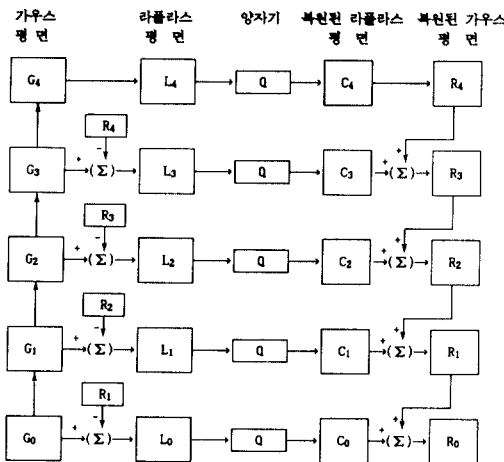 가우스 라플라스 양자기 복원된 라플라스 복원된 가우스
평 면 평 면 평 면 평 면
G4 L4 Q C4 R4
R4
-
+ (Σ) + +
G3 L3 Q C3 (Σ) R3
R3
-
+ (Σ) + +
G2 L2 Q C2 (Σ) R2
R2
-
+ (Σ) + +
G1 L1 Q C1 (Σ) R1
R1
-
+ (Σ) + +
G0 L0 Q C0 (Σ) R0